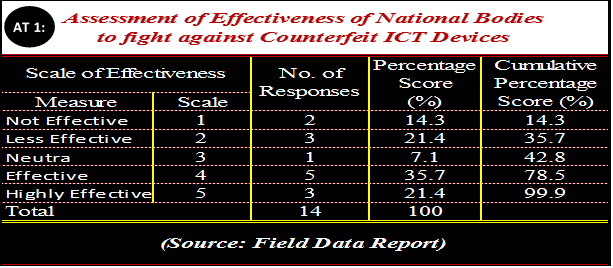 AT 1:
Assessment of Effectiveness of National Bodies
to fight against Counterfeit ICT Devices
Scale of Effectiveness No. of Responses Percentage Score (%) Cumulative Percentage Score (%)
Measure Scale
Not Effective 1 2 14.3 14.3
Less Effective 2 3 21.4 35.7
Neutra 3 1 7.1 42.8
Effective 4 5 35.7 78.5
Highly Effective 5 3 21.4 99.9
Total 14 100
(Source: Field Data Report)